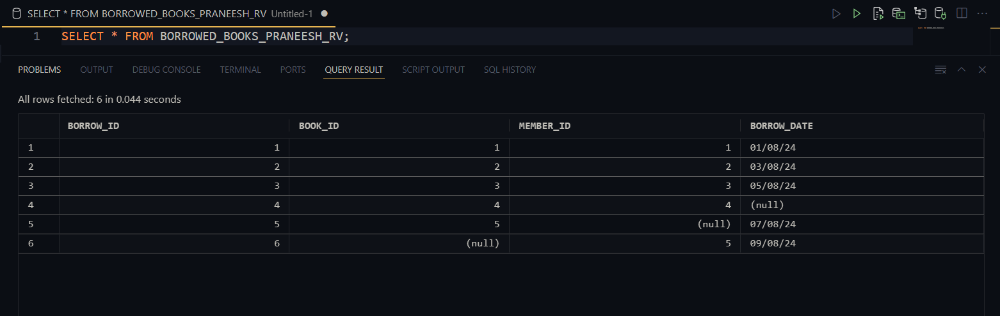 SELECT * FROM BORROWED_BOOKS_PRANEESH_RV Untitled-1
1 SELECT * FROM BORROWED_BOOKS_PRANEESH_RV;
PROBLEMS OUTPUT DEBUG CONSOLE TERMINAL PORTS QUERY RESULT SCRIPT OUTPUT SQL HISTORY
All rows fetched: 6 in 0.044 seconds
BORROW_ID BOOK_ID MEMBER_ID BORROW_DATE
1 1 1 1 01/08/24
2 2 2 2 03/08/24
3 3 3 3 05/08/24
4 4 4 4 (null)
5 5 5 (null) 07/08/24
6 6 (null) 5 09/08/24